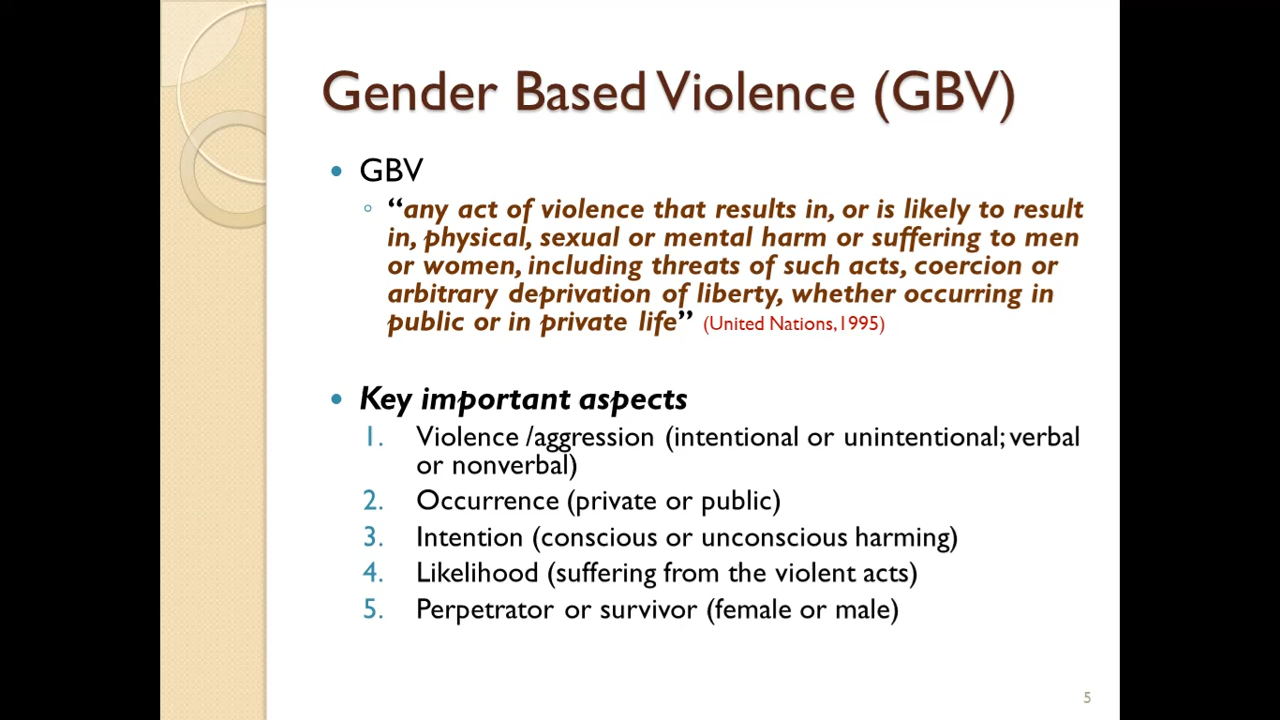 Gender Based Violence (GBV)
• GBV
◦ “any act of violence that results in, or is likely to result
in, physical, sexual or mental harm or suffering to men
or women, including threats of such acts, coercion or
arbitrary deprivation of liberty, whether occurring in
public or in private life” (United Nations,1995)
• Key important aspects
1. Violence /aggression (intentional or unintentional; verbal
or nonverbal)
2. Occurrence (private or public)
3. Intention (conscious or unconscious harming)
4. Likelihood (suffering from the violent acts)
5. Perpetrator or survivor (female or male)
5